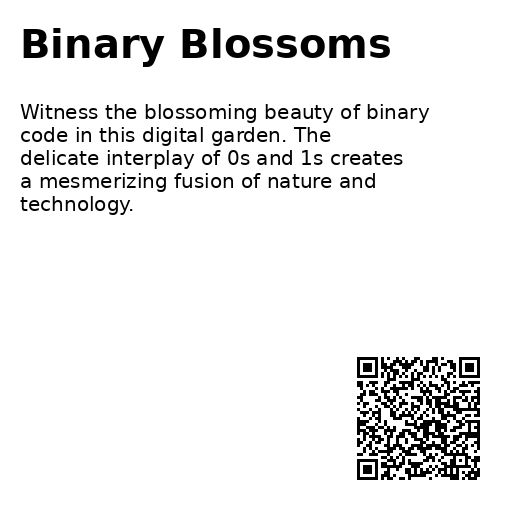 Binary Blossoms
Witness the blossoming beauty of binary
code in this digital garden. The
delicate interplay of 0s and 1s creates
a mesmerizing fusion of nature and
technology.